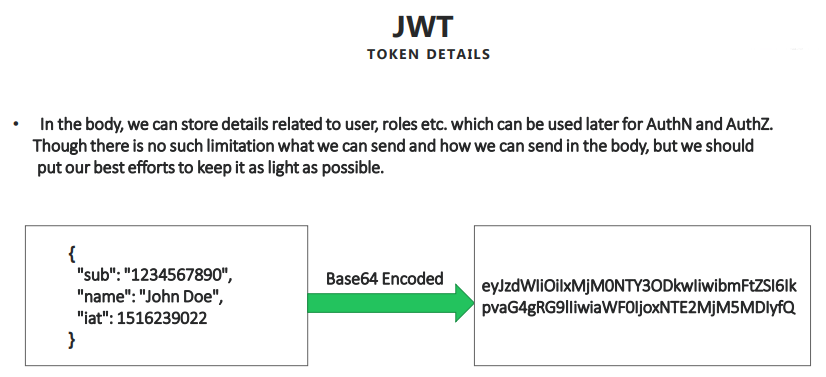 JWT
TOKEN DETAILS
• In the body, we can store details related to user, roles etc. which can be used later for AuthN and AuthZ.
Though there is no such limitation what we can send and how we can send in the body, but we should
put our best efforts to keep it as light as possible.
{
"sub": "1234567890",
"name": "John Doe",
"iat": 1516239022
}
Base64 Encoded
eyJzdWIiOiIxMjM0NTY3ODkwIiwibmFtZSI6Ik
pvaG4gRG9lIiwiaWF0IjoxNTE2MjM5MDIyfQ